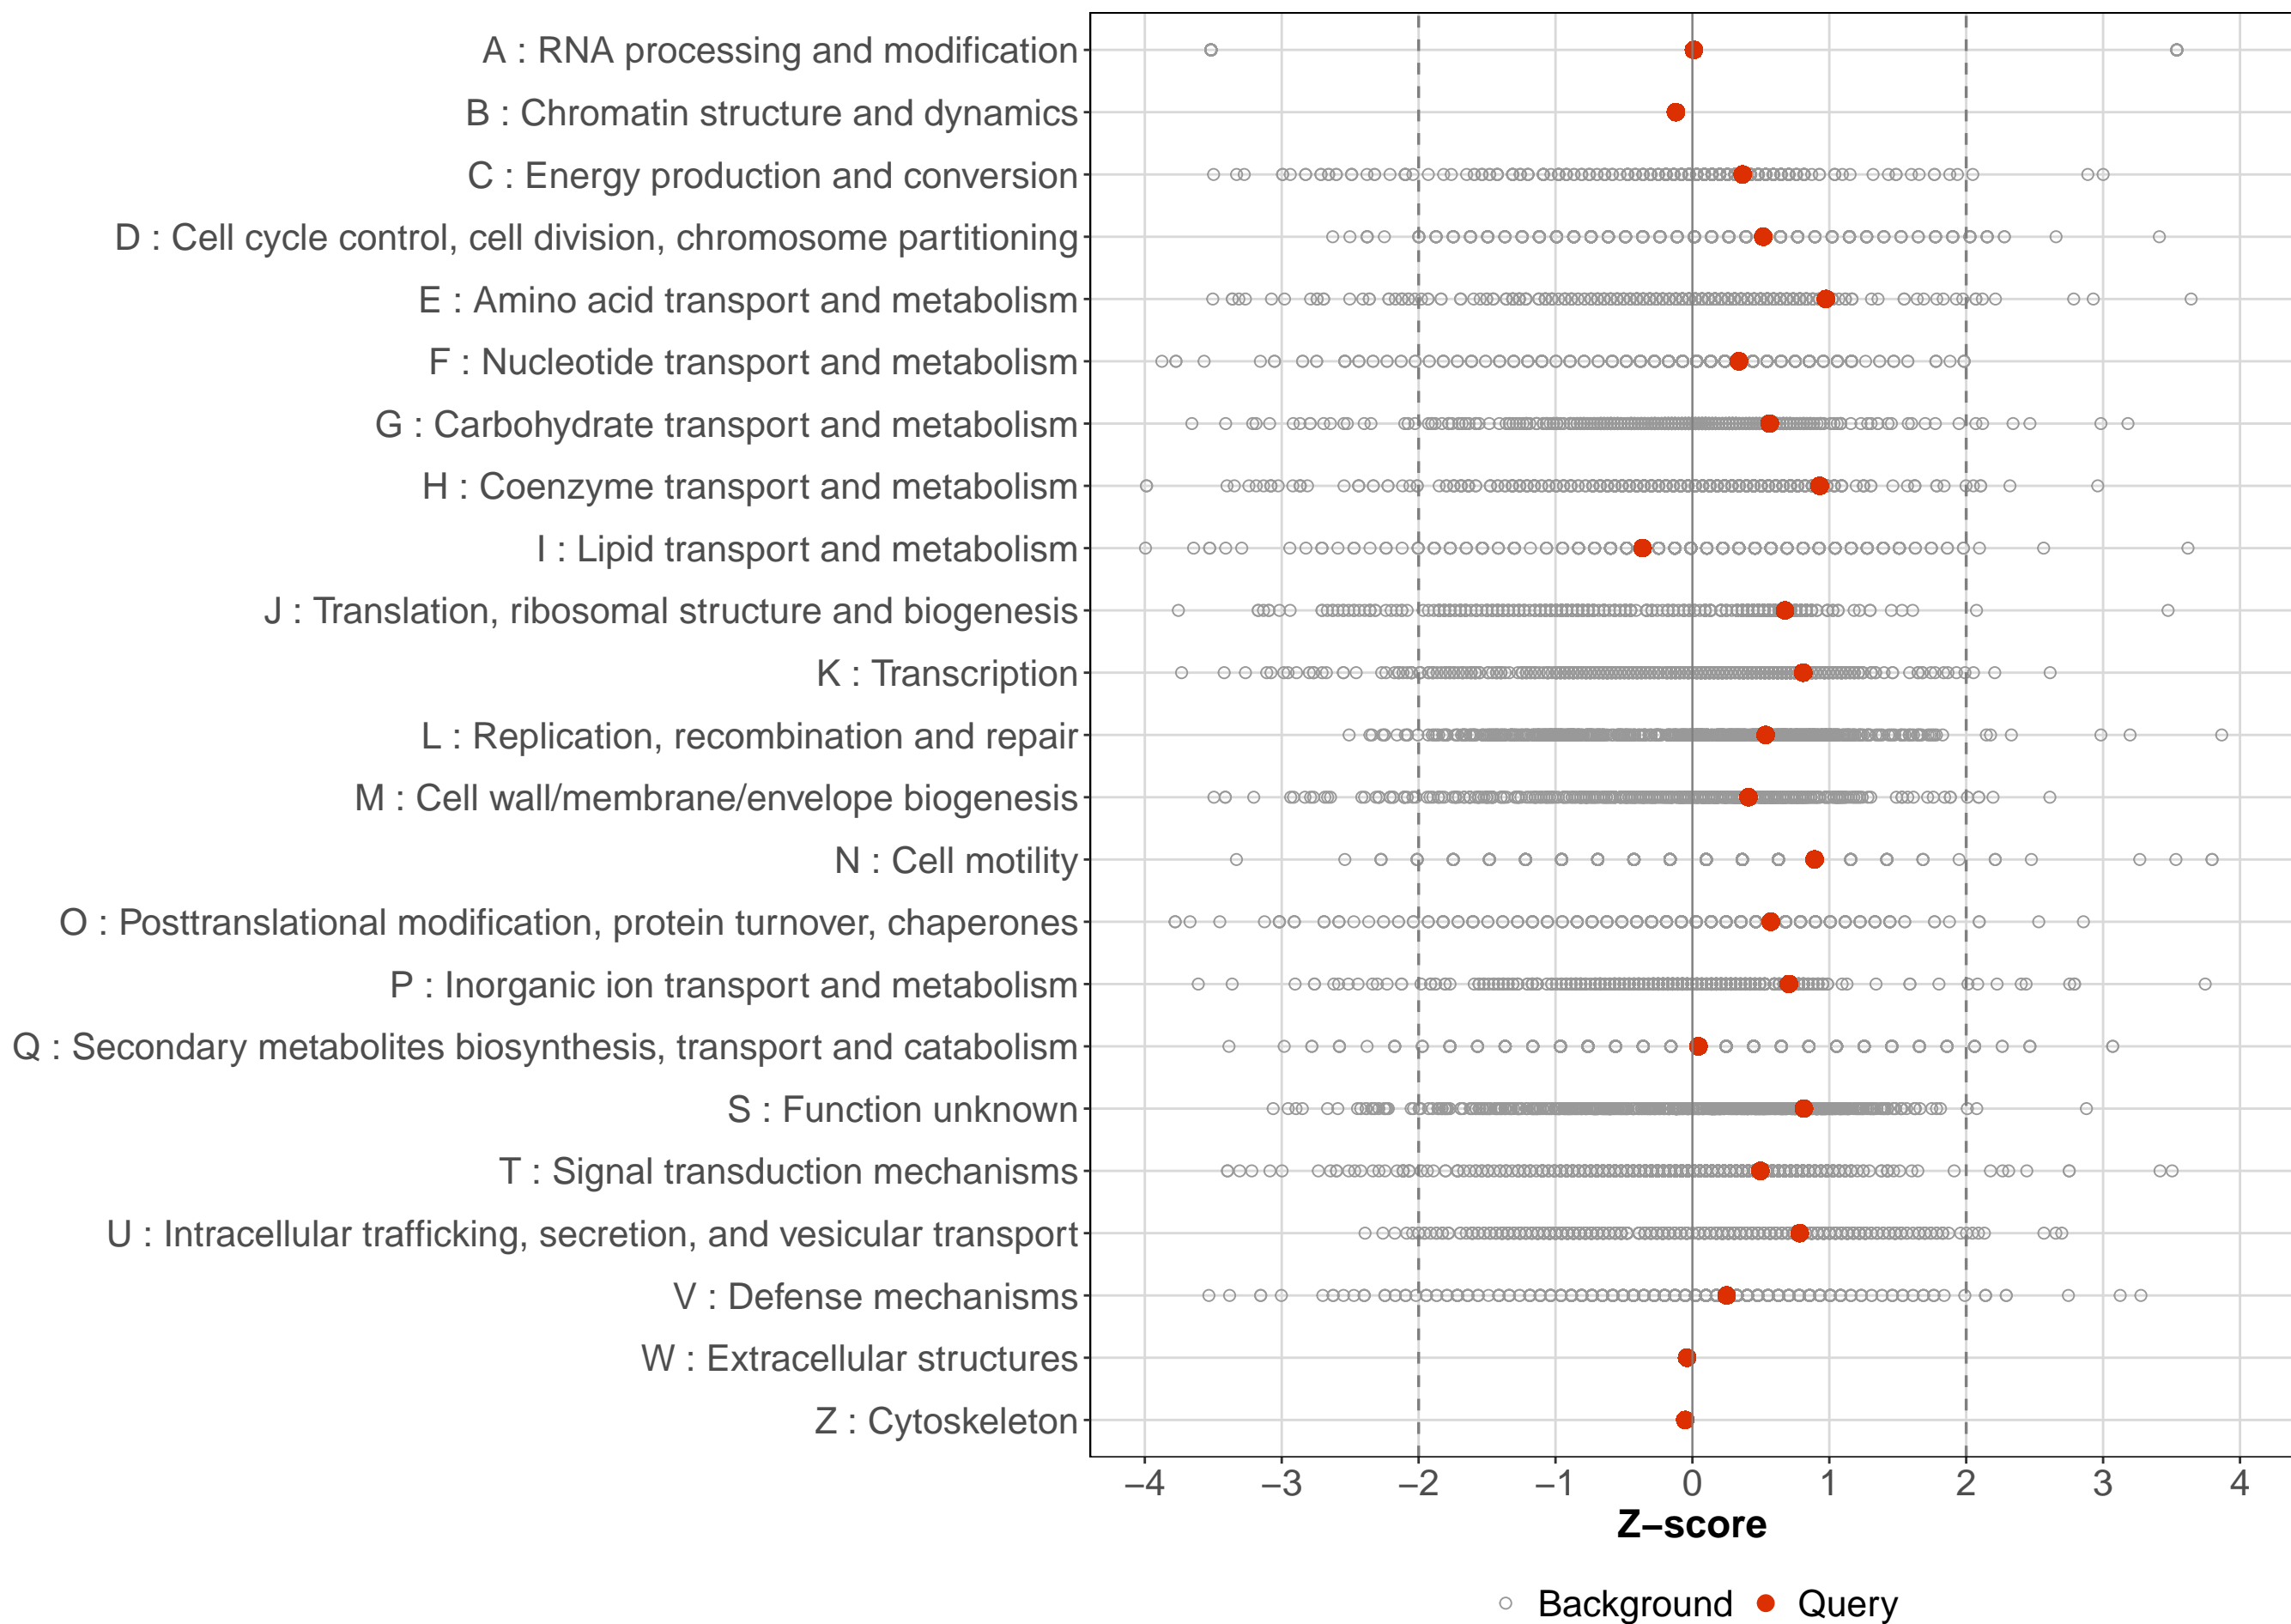 A : RNA processing and modification
B : Chromatin structure and dynamics
C : Energy production and conversion
D : Cell cycle control, cell division, chromosome partitioning
E : Amino acid transport and metabolism
F : Nucleotide transport and metabolism
G : Carbohydrate transport and metabolism
H : Coenzyme transport and metabolism
I : Lipid transport and metabolism
J : Translation, ribosomal structure and biogenesis
K : Transcription
L : Replication, recombination and repair
M : Cell wall/membrane/envelope biogenesis
N : Cell motility
O : Posttranslational modification, protein turnover, chaperones
P : Inorganic ion transport and metabolism
Q : Secondary metabolites biosynthesis, transport and catabolism
S : Function unknown
T : Signal transduction mechanisms
U : Intracellular trafficking, secretion, and vesicular transport
V : Defense mechanisms
W : Extracellular structures
Z : Cytoskeleton
−4 −3 −2 −1 0 1 2 3 4
Z−score
Background Query